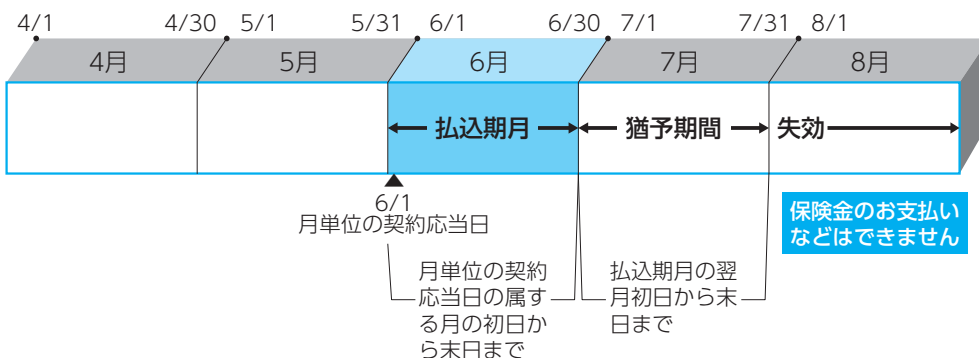 4/1 4/30 5/1 5/31 6/1 6/30 7/1 7/31 8/1
4月 5月 6月 7月 8月
払込期月 猶予期間 失効
6/1
月単位の契約応当日
保険金のお支払い
などはできません
月単位の契約
応当日の属す
る月の初日か
ら末日まで
払込期月の翌
月初日から末
日まで